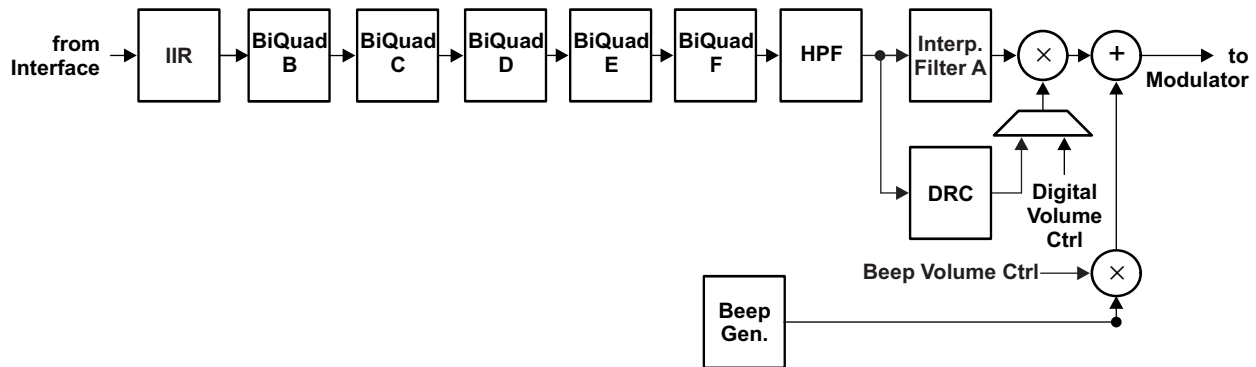 from
Interface
IIR
BiQuad
B
BiQuad
C
BiQuad
D
BiQuad
E
BiQuad
F
HPF
Interp.
Filter A
×
+
to
Modulator
DRC
Digital
Volume
Ctrl
Beep Volume Ctrl
×
Beep
Gen.